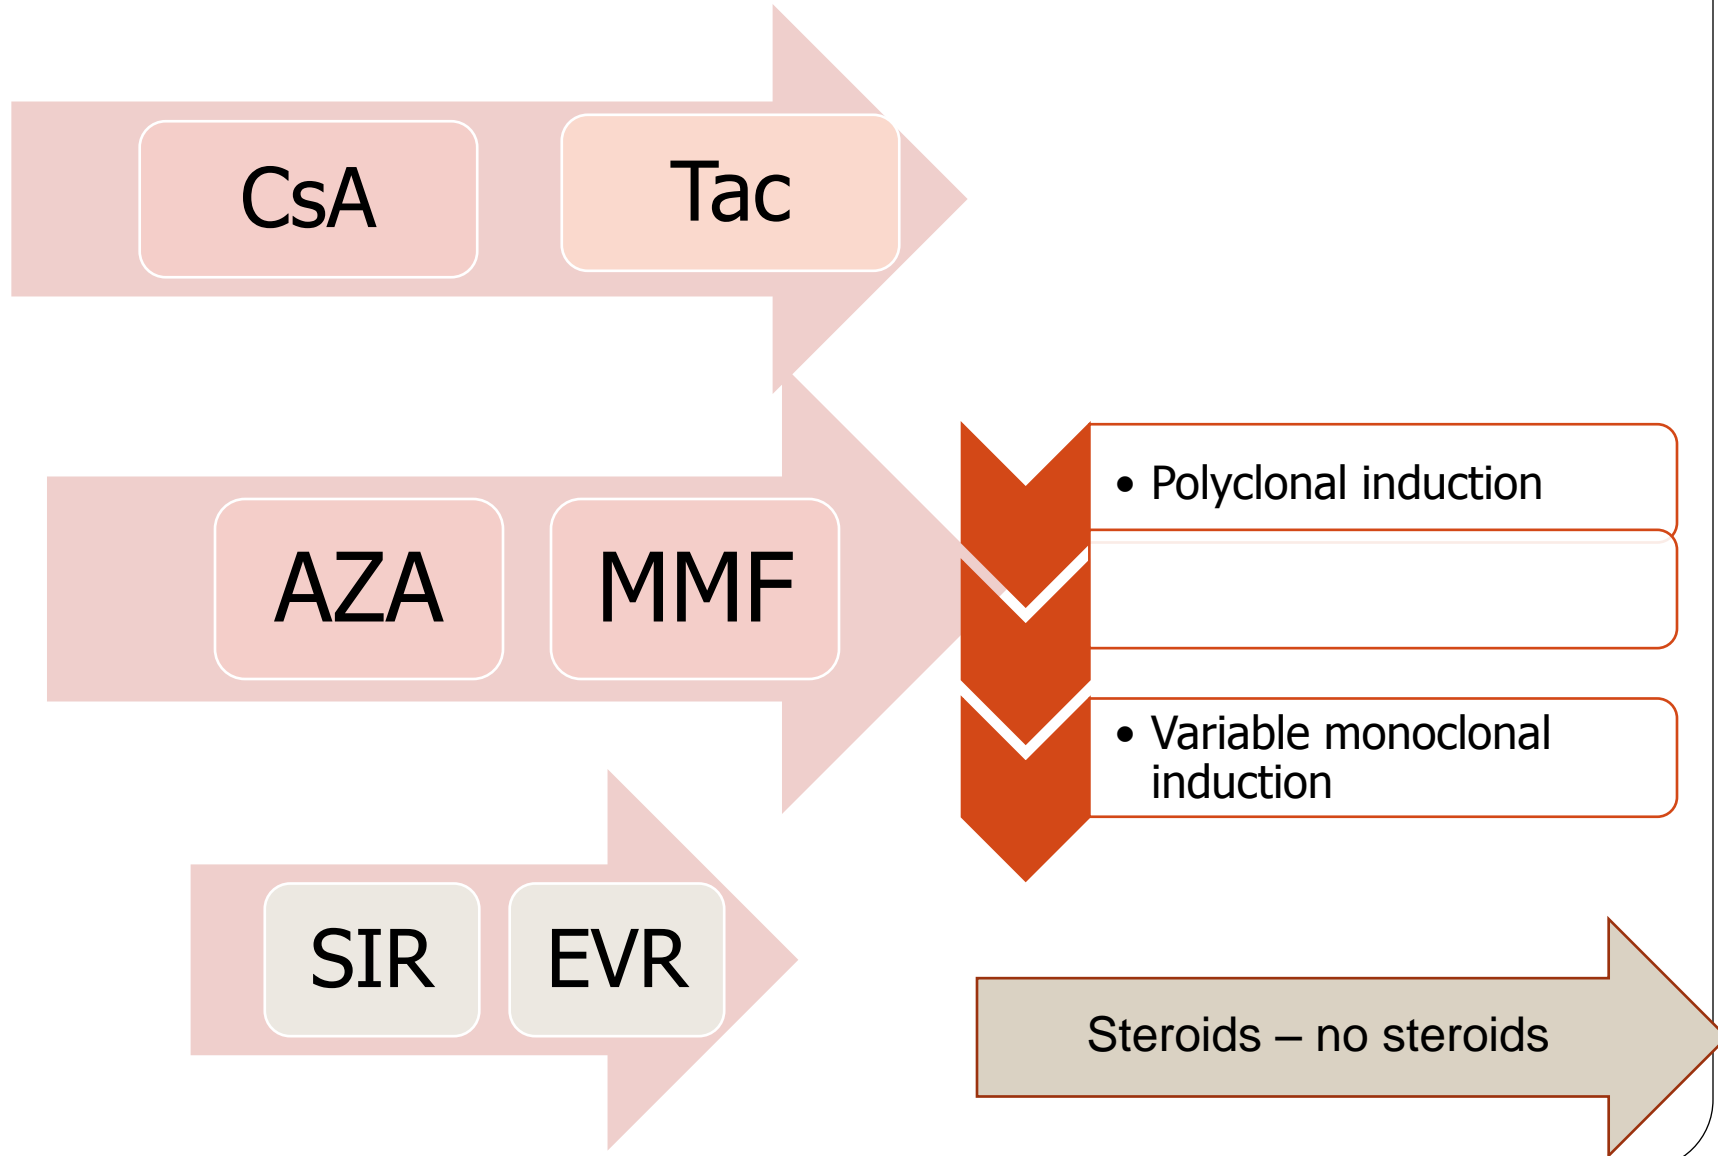 CsA
Tac
AZA
MMF
• Polyclonal induction
• Variable monoclonal
induction
SIR
EVR
Steroids – no steroids